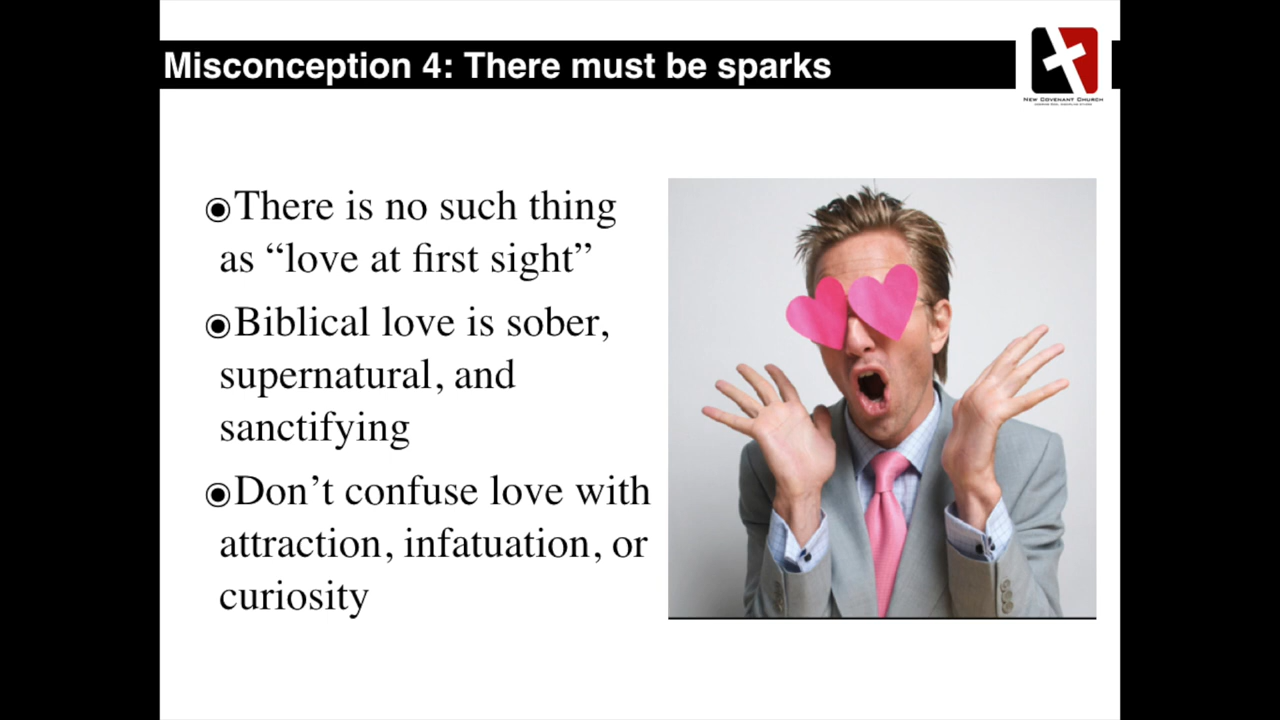 Misconception 4: There must be sparks
NEW COVENANT CHURCH
◉There is no such thing
as “love at first sight”
◉Biblical love is sober,
supernatural, and
sanctifying
◉Don’t confuse love with
attraction, infatuation, or
curiosity